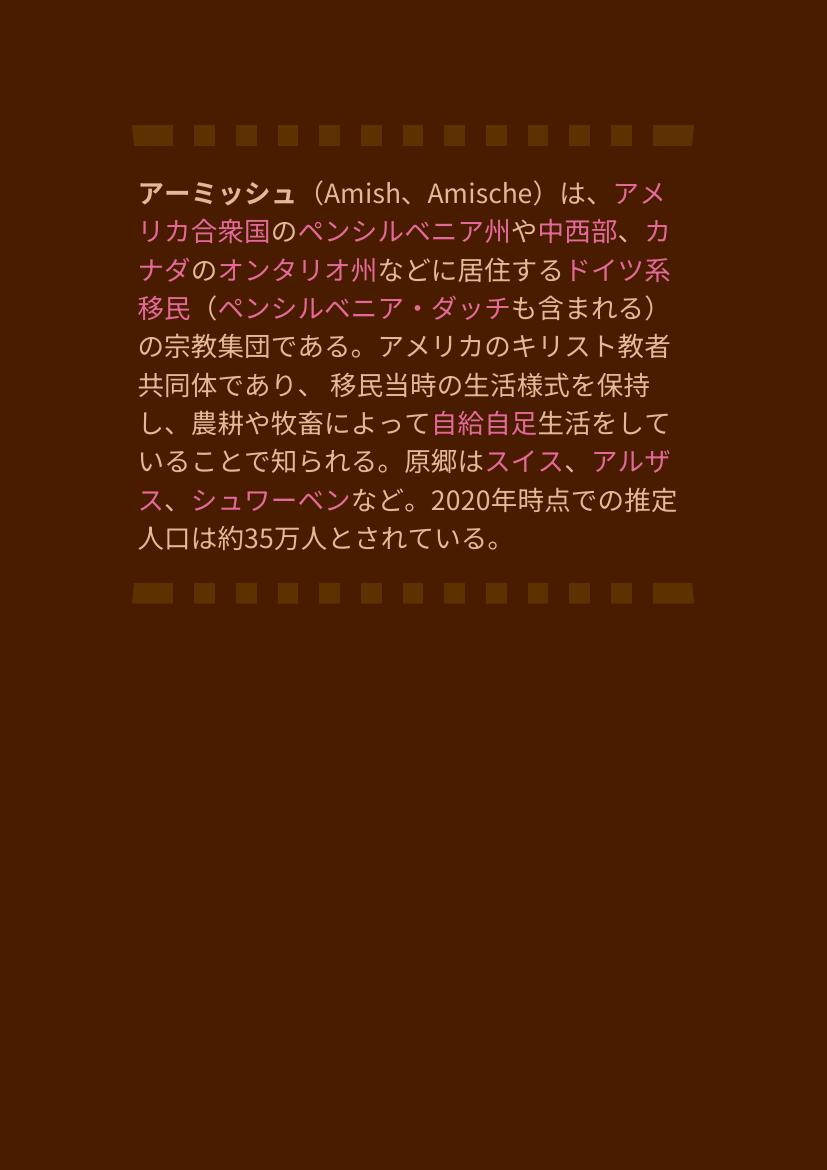 アーミッシュ（Amish、Amische）は、アメ
リカ合衆国のペンシルベニア州や中西部、カ
ナダのオンタリオ州などに居住するドイツ系
移民（ペンシルベニア・ダッチも含まれる）
の宗教集団である。アメリカのキリスト教者
共同体であり、 移民当時の生活様式を保持
し、農耕や牧畜によって自給自足生活をして
いることで知られる。原郷はスイス、アルザ
ス、シュワーベンなど。2020年時点での推定
人口は約35万人とされている。